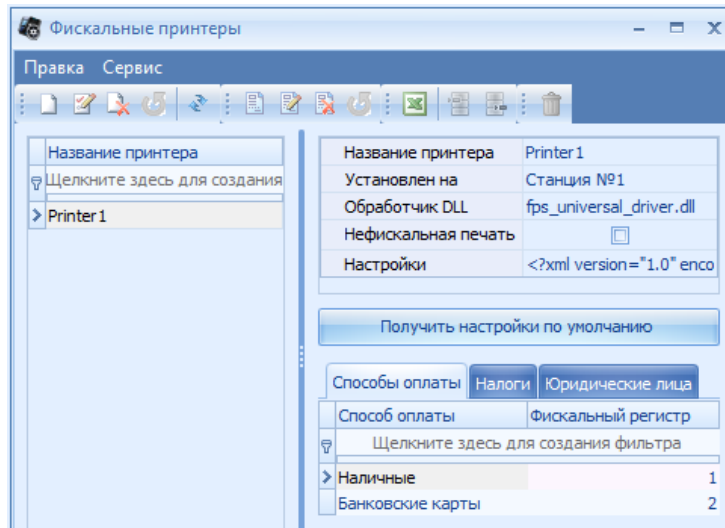 Фискальные принтеры
Правка Сервис
Название принтера
Щелкните здесь для создания
Printer1
Название принтера Printer1
Установлен на Станция №1
Обработчик DLL fps_universal_driver.dll
Нефискальная печать
Настройки <?xml version="1.0" enco
Получить настройки по умолчанию
Способы оплаты Налоги Юридические лица
Способ оплаты Фискальный регистр
Щелкните здесь для создания фильтра
Наличные 1
Банковские карты 2